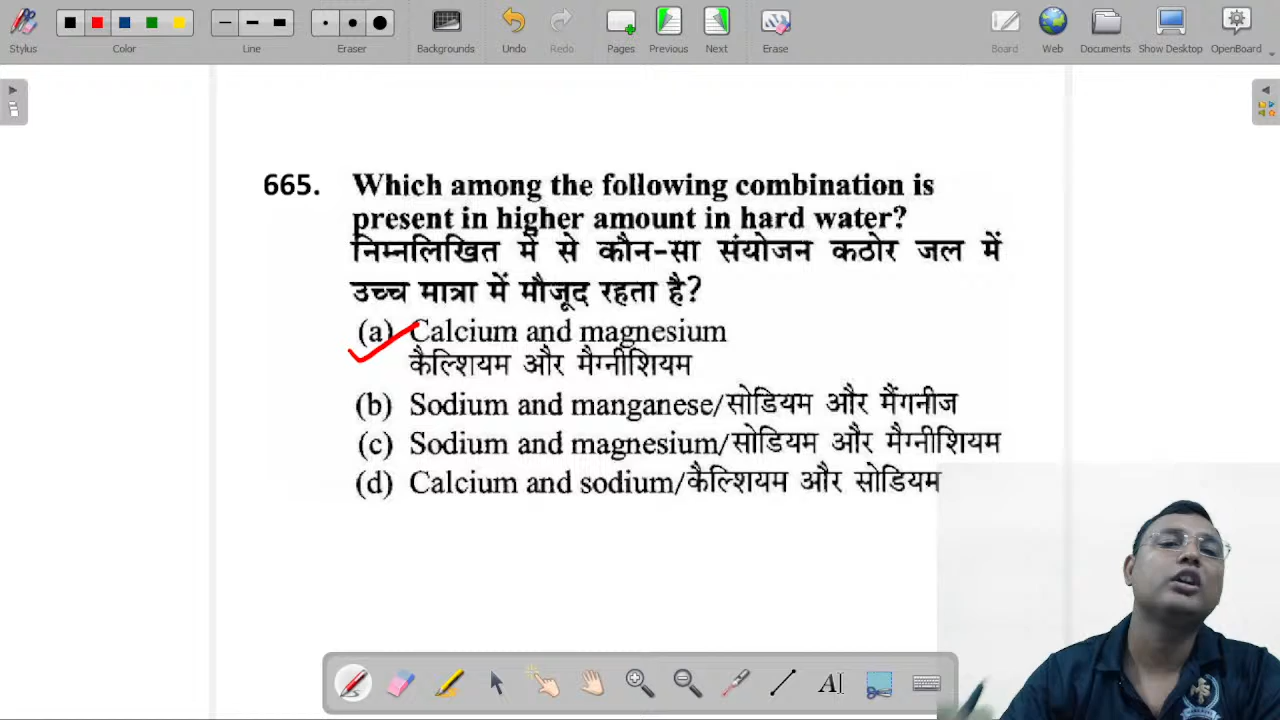 Stylus
Color
Line
Eraser
Backgrounds
Undo
Redo
Pages
Previous
Next
Erase
Board
Web
Documents
Show Desktop
OpenBoard
665. Which among the following combination is
present in higher amount in hard water?
निम्नलिखित में से कौन-सा संयोजन कठोर जल में
उच्च मात्रा में मौजूद रहता है?
(a) Calcium and magnesium
कैल्शियम और मैग्नीशियम
(b) Sodium and manganese/सोडियम और मैंगनीज
(c) Sodium and magnesium/सोडियम और मैग्नीशियम
(d) Calcium and sodium/कैल्शियम और सोडियम
AI